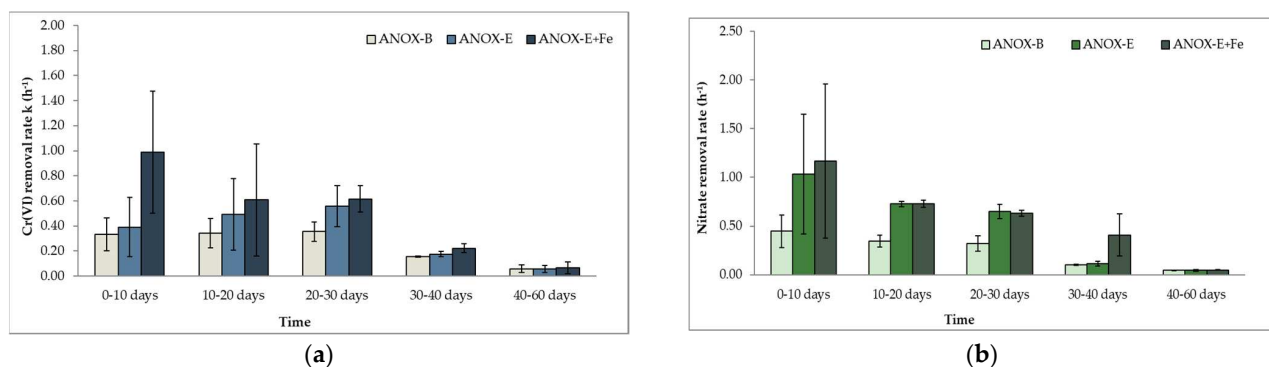 2.00
1.80
1.60
1.40
1.20
1.00
0.80
0.60
0.40
0.20
0.00
Cr(VI) removal rate k (h⁻¹)
ANOX-B ANOX-E ANOX-E+Fe
0-10 days 10-20 days 20-30 days 30-40 days 40-60 days
Time
(a)
2.50
2.00
1.50
1.00
0.50
0.00
Nitrate removal rate (h⁻¹)
ANOX-B ANOX-E ANOX-E+Fe
0-10 days 10-20 days 20-30 days 30-40 days 40-60 days
Time
(b)